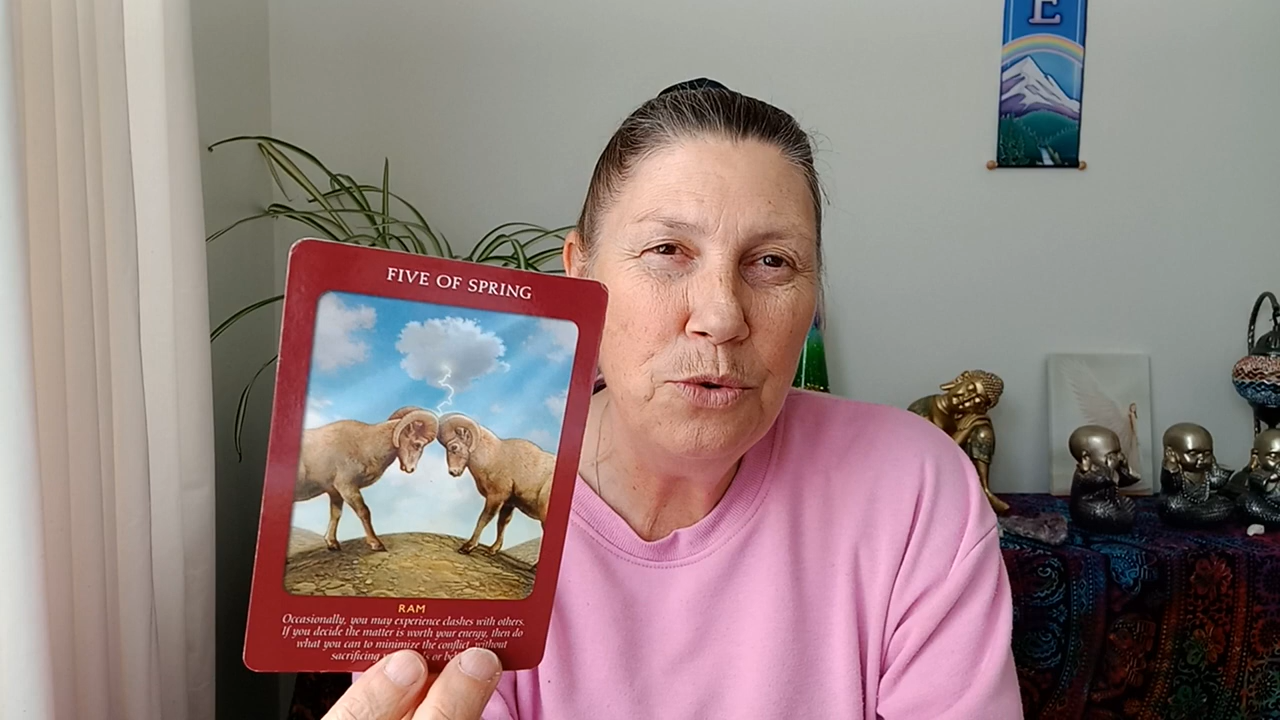 E
FIVE OF SPRING
RAM
Occasionally, you may experience clashes with others.
If you decide the matter is worth your energy, then do
what you can to minimize the conflict without
sacrificing or